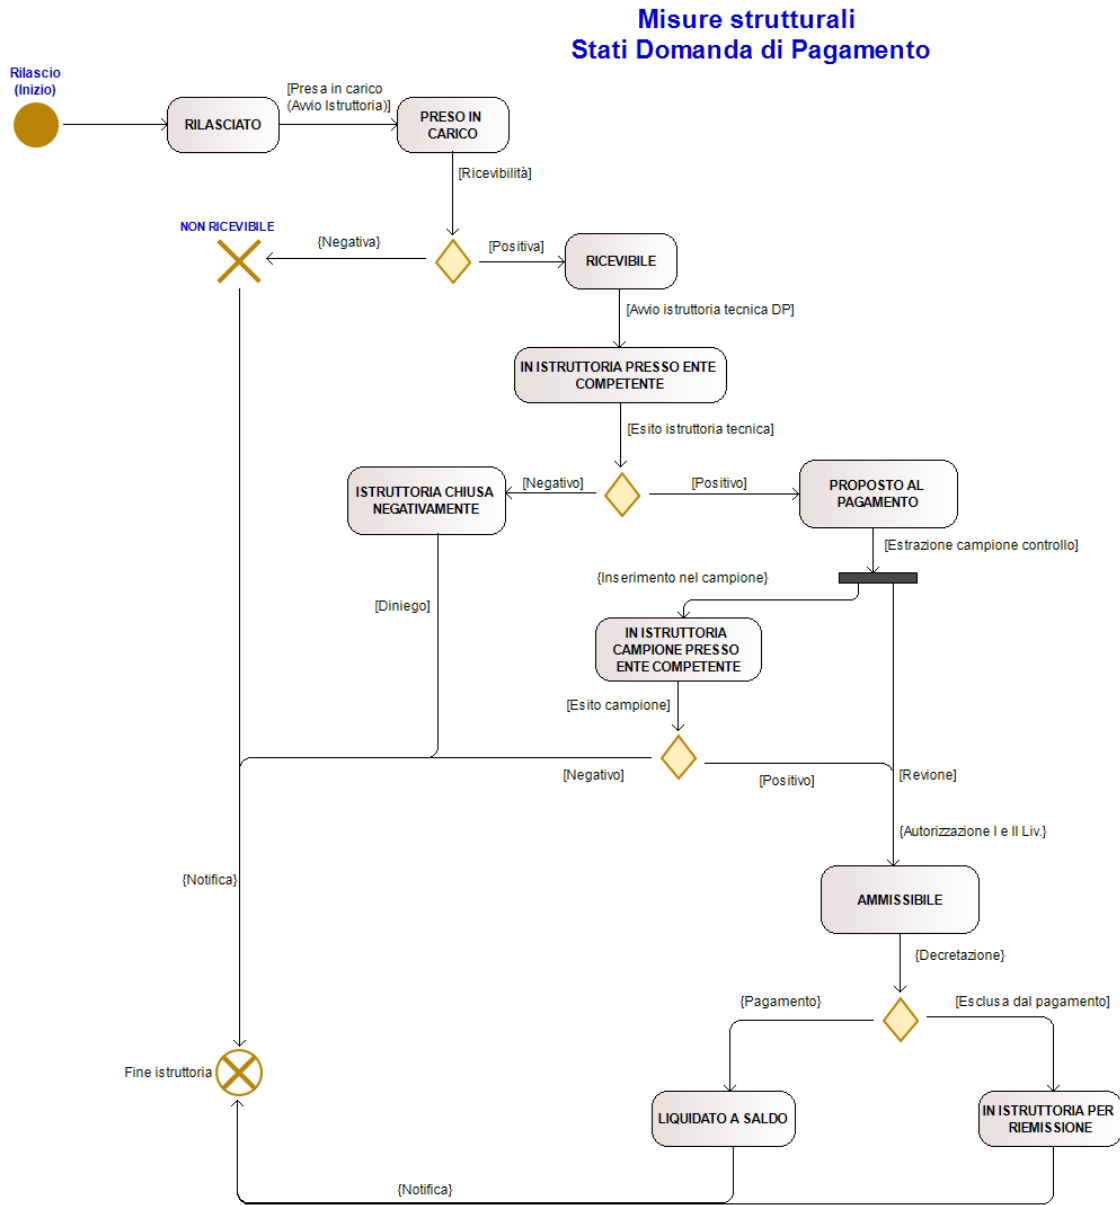 Misure strutturali
Stati Domanda di Pagamento
Rilascio
(Inizio)
[Presa in carico
(Avvio Istruttoria)]
RILASCIATO
PRESO IN
CARICO
[Ricevibilità]
NON RICEVIBILE
{Negativa}
[Positiva}
RICEVIBILE
[Avvio istruttoria tecnica DP]
IN ISTRUTTORIA PRESSO ENTE
COMPETENTE
[Esito istruttoria tecnica]
ISTRUTTORIA CHIUSA
NEGATIVAMENTE
[Negativo]
[Positivo]
PROPOSTO AL
PAGAMENTO
[Estrazione campione controllo]
{Inserimento nel campione}
[Diniego]
IN ISTRUTTORIA
CAMPIONE PRESSO
ENTE COMPETENTE
[Esito campione]
[Negativo]
[Positivo]
[Revione]
{Autorizzazione I e II Liv.}
{Notifica}
AMMISSIBILE
{Decretazione}
{Pagamento}
[Esclusa dal pagamento]
Fine istruttoria
LIQUIDATO A SALDO
IN ISTRUTTORIA PER
RIEMISSIONE
{Notifica}